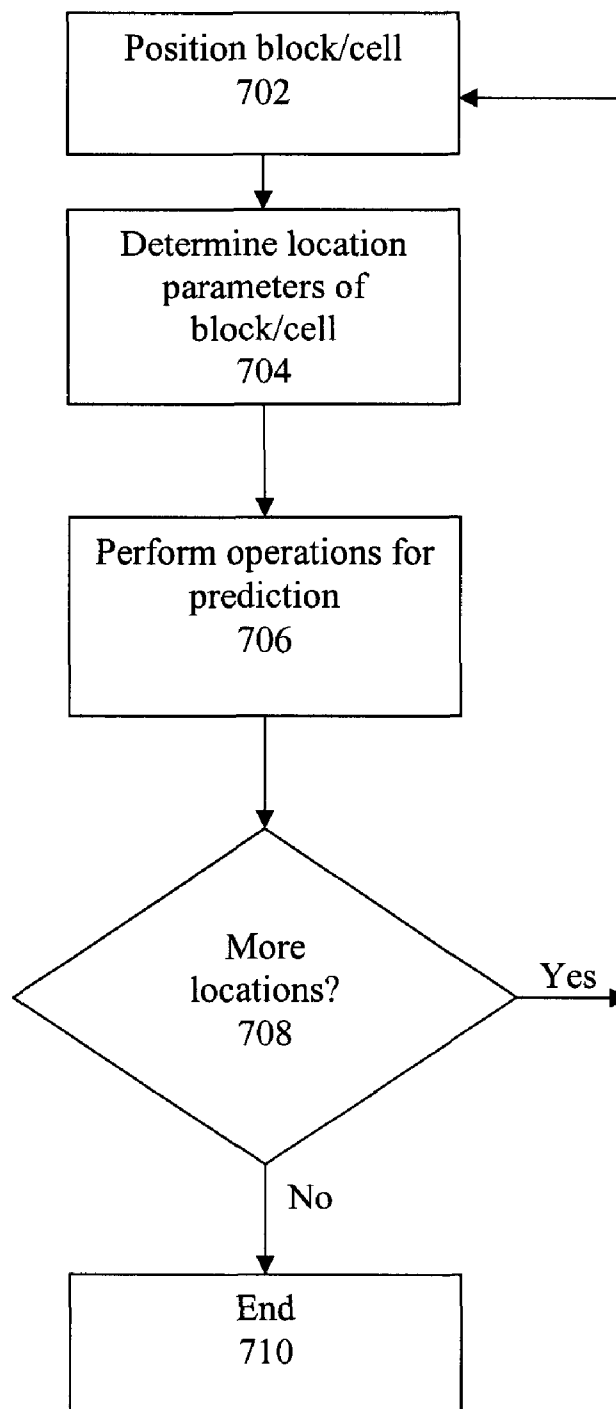 Position block/cell
702
Determine location
parameters of
block/cell
704
Perform operations for
prediction
706
More
locations?
708
Yes
No
End
710